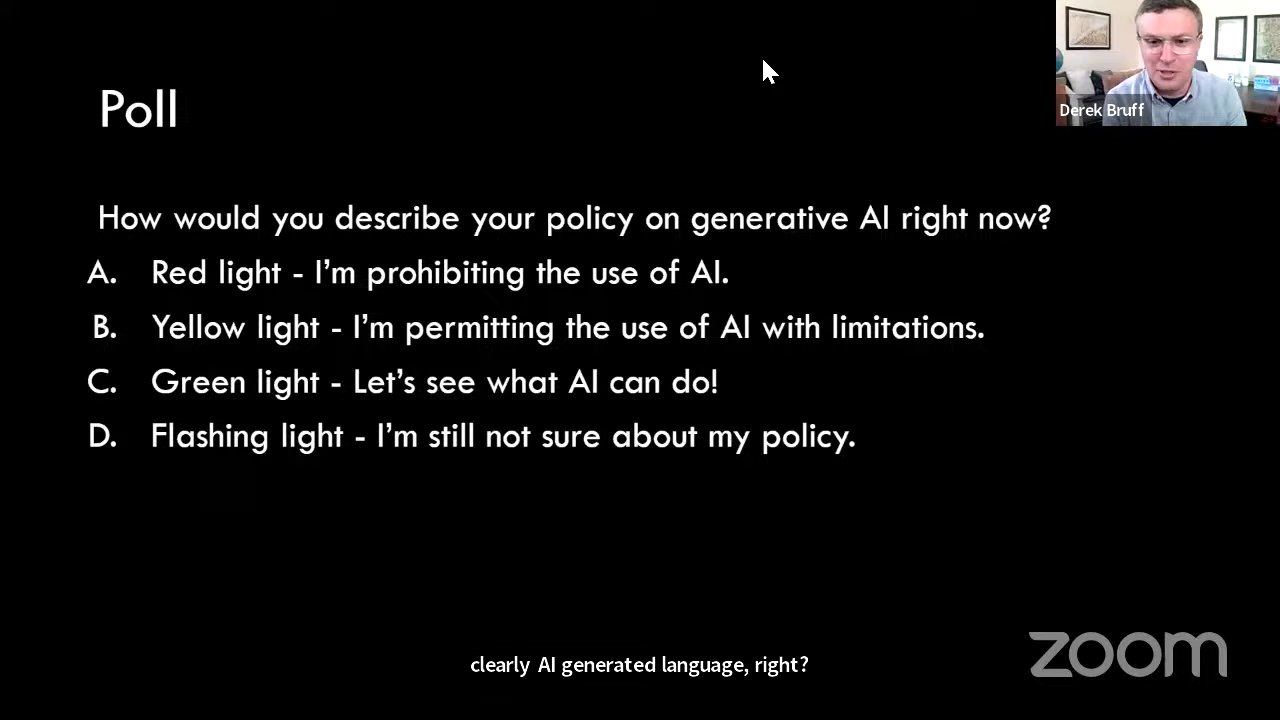 Derek Bruff
Poll
How would you describe your policy on generative AI right now?
A. Red light - I'm prohibiting the use of AI.
B. Yellow light - I'm permitting the use of AI with limitations.
C. Green light - Let's see what AI can do!
D. Flashing light - I'm still not sure about my policy.
clearly AI generated language, right?
zoom